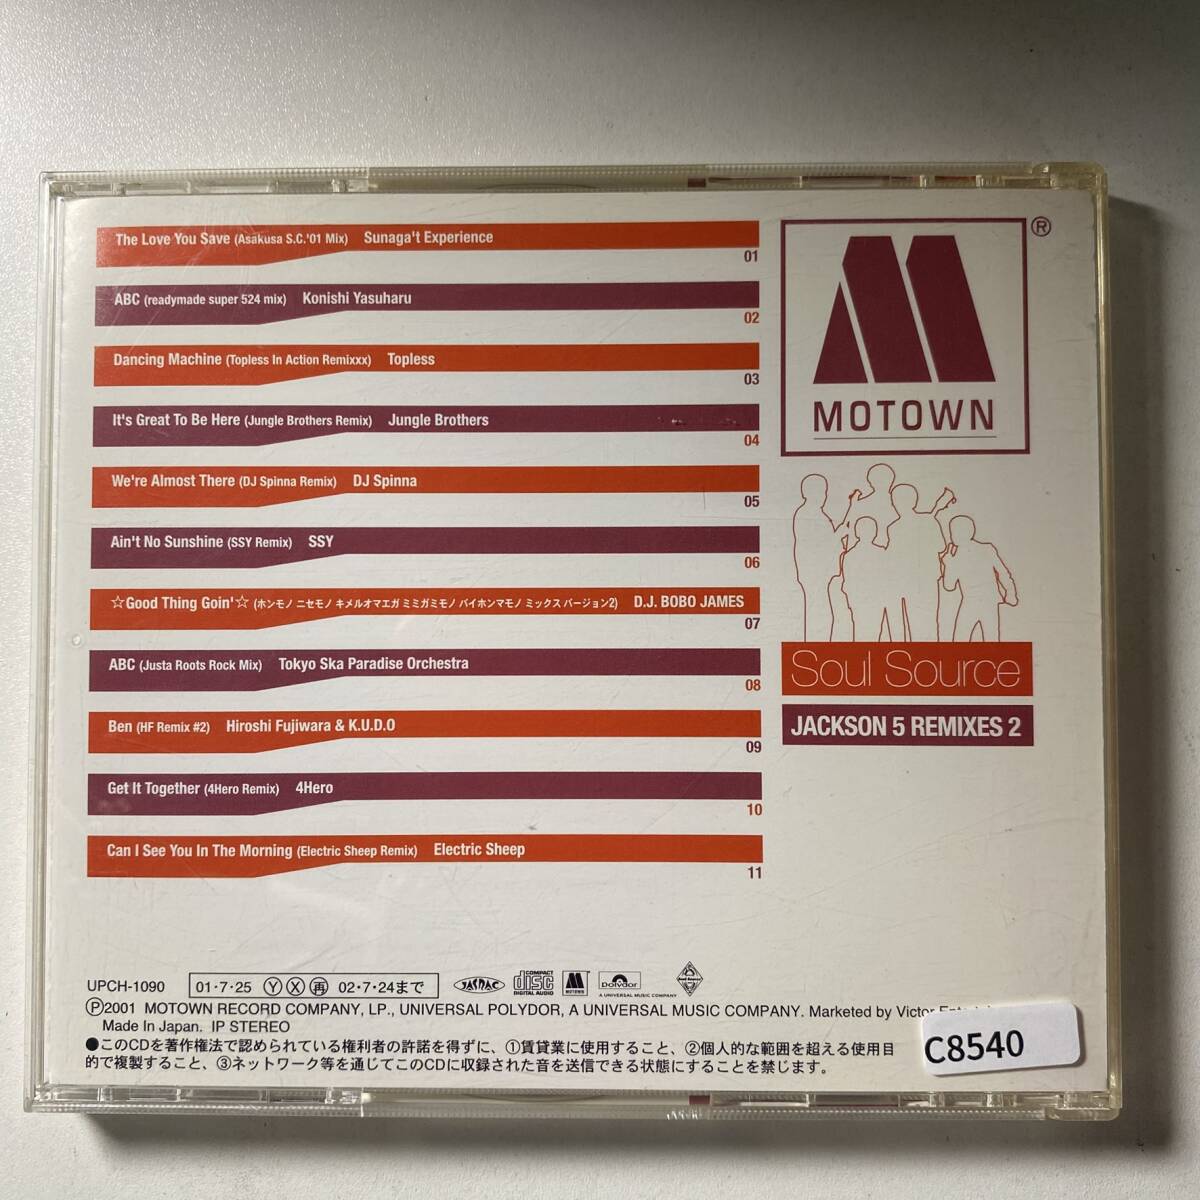 The Love You Save (Asakusa S.C.'01 Mix) Sunaga't Experience
01
ABC (readymade super 524 mix) Konishi Yasuharu
02
Dancing Machine (Topless In Action Remixxx) Topless
03
It's Great To Be Here (Jungle Brothers Remix) Jungle Brothers
04
We're Almost There (DJ Spinna Remix) DJ Spinna
05
Ain't No Sunshine (SSY Remix) SSY
06
☆Good Thing Goin'☆ (ホンモノ ニセモノ キメルオマエガ ミミガミモノ バイホンマモノ ミックス バージョン2) D.J. BOBO JAMES
07
ABC (Justa Roots Rock Mix) Tokyo Ska Paradise Orchestra
08
Ben (HF Remix #2) Hiroshi Fujiwara & K.U.D.O
09
Get It Together (4Hero Remix) 4Hero
10
Can I See You In The Morning (Electric Sheep Remix) Electric Sheep
11
®
MOTOWN
Soul Source
JACKSON 5 REMIXES 2
UPCH-1090 01・7・25 Ⓨ Ⓧ ㊢ 02・7・24まで JASRAC COMPACT disc DIGITAL AUDIO MOTOWN Polydor A UNIVERSAL MUSIC COMPANY Soul Source
Ⓟ2001 MOTOWN RECORD COMPANY, LP., UNIVERSAL POLYDOR, A UNIVERSAL MUSIC COMPANY. Marketed by Victor
Made In Japan. IP STEREO
●このCDを著作権法で認められている権利者の許諾を得ずに、①賃貸業に使用すること、②個人的な範囲を超える使用目
的で複製すること、③ネットワーク等を通じてこのCDに収録された音を送信できる状態にすることを禁じます。
C8540